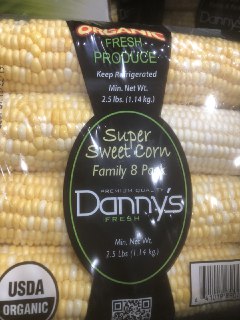 ORGANIC
FRESH
PRODUCE
Keep Refrigerated
Min. Net Wt.
2.5 lbs. (1.14 kg.)
Super
Sweet Corn
Family 8 Pack
PREMIUM QUALITY
Danny's
FRESH
Min. Net Wt.
2.5 Lbs (1.14 kg.)
USDA
ORGANIC